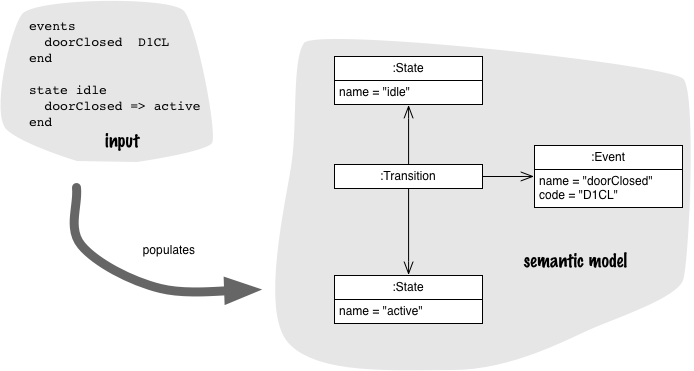 events
doorClosed D1CL
end
state idle
doorClosed => active
end
input
populates
:State
name = "idle"
:Transition
:Event
name = "doorClosed"
code = "D1CL"
semantic model
:State
name = "active"